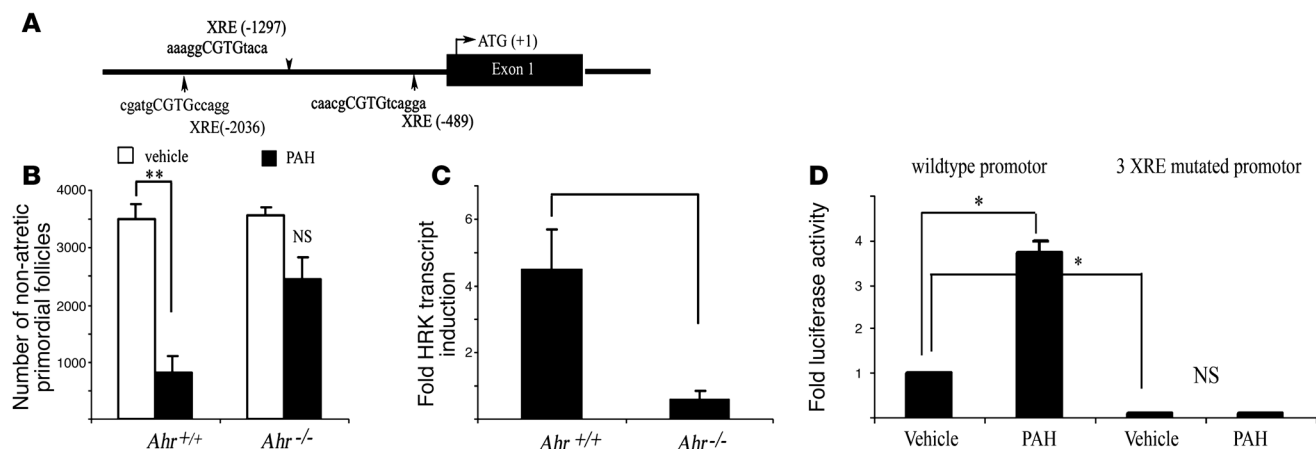 A
XRE (-1297)
aaaggCGTGtaca
ATG (+1)
Exon 1
cgatgCGTGccagg
XRE(-2036)
caacgCGTGtcagga
XRE (-489)
B
vehicle
PAH
**
NS
4000
3000
2000
1000
Number of non-atretic
primordial follicles
Ahr +/+
Ahr -/-
C
6
4
2
Fold HRK transcript
induction
Ahr +/+
Ahr-/-
D
wildtype promotor
3 XRE mutated promotor
*
*
NS
4
3
2
1
Fold luciferase activity
Vehicle
PAH
Vehicle
PAH